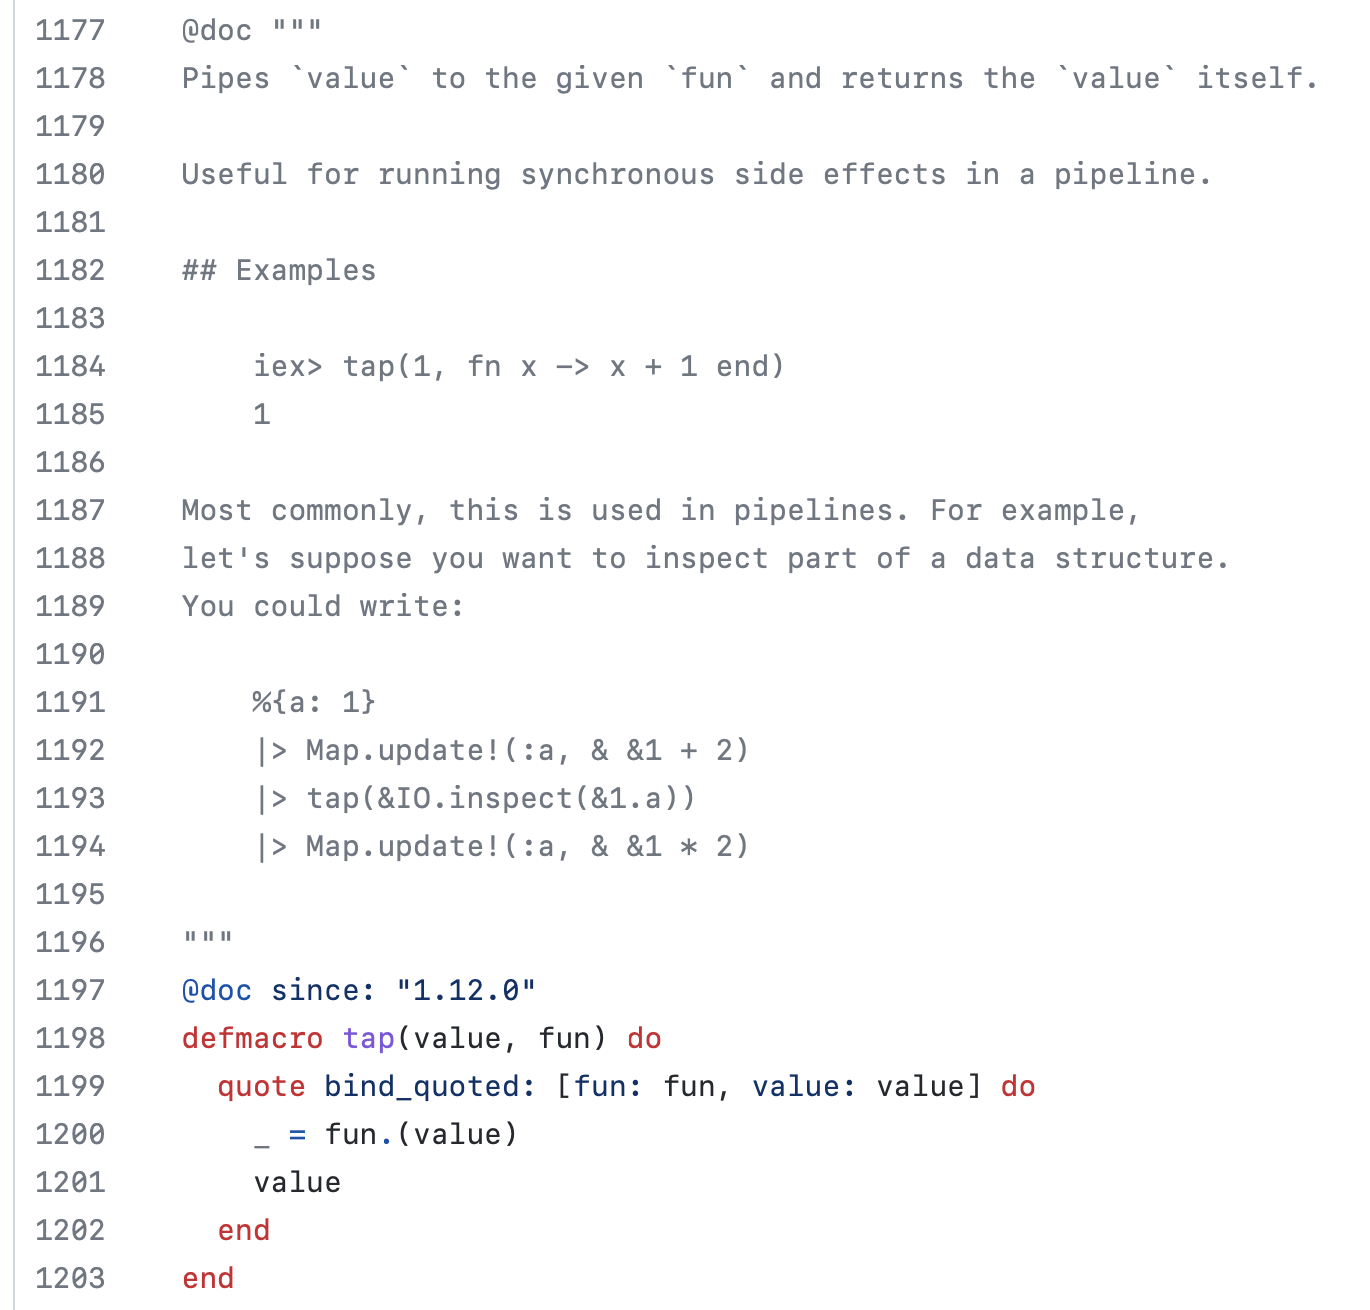 1177 @doc """
1178 Pipes `value` to the given `fun` and returns the `value` itself.
1179
1180 Useful for running synchronous side effects in a pipeline.
1181
1182 ## Examples
1183
1184     iex> tap(1, fn x -> x + 1 end)
1185     1
1186
1187 Most commonly, this is used in pipelines. For example,
1188 let's suppose you want to inspect part of a data structure.
1189 You could write:
1190
1191     %{a: 1}
1192     |> Map.update!(:a, & &1 + 2)
1193     |> tap(&IO.inspect(&1.a))
1194     |> Map.update!(:a, & &1 * 2)
1195
1196 """
1197 @doc since: "1.12.0"
1198 defmacro tap(value, fun) do
1199   quote bind_quoted: [fun: fun, value: value] do
1200     _ = fun.(value)
1201     value
1202   end
1203 end